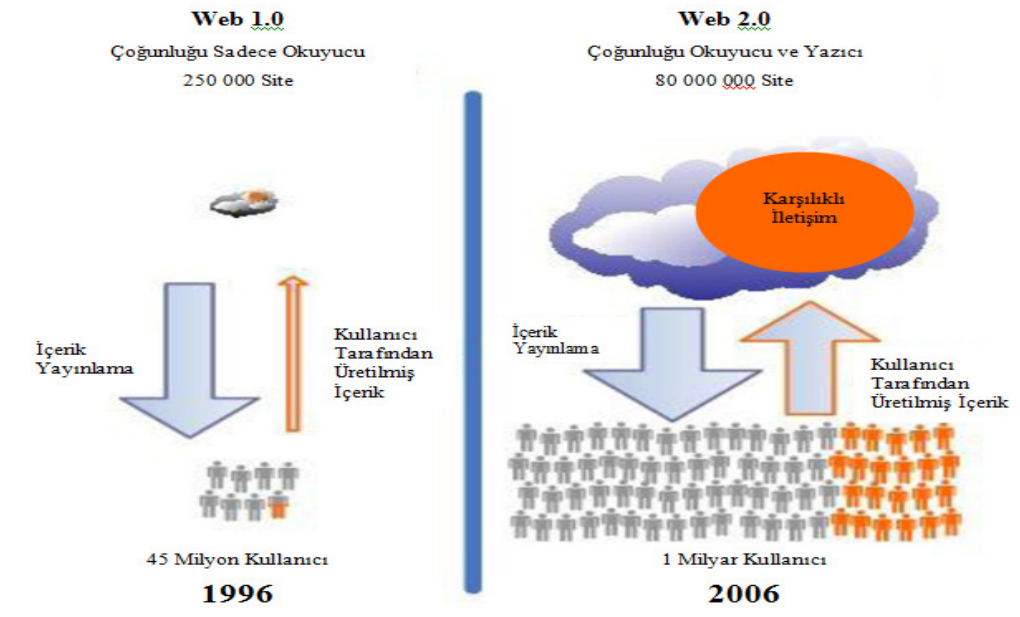 Web 1.0
Çoğunluğu Sadece Okuyucu
250 000 Site
İçerik
Yayınlama
Kullanıcı
Tarafından
Üretilmiş
İçerik
45 Milyon Kullanıcı
1996
Web 2.0
Çoğunluğu Okuyucu ve Yazıcı
80 000 000 Site
Karşılıklı
İletişim
İçerik
Yayınlama
Kullanıcı
Tarafından
Üretilmiş İçerik
1 Milyar Kullanıcı
2006